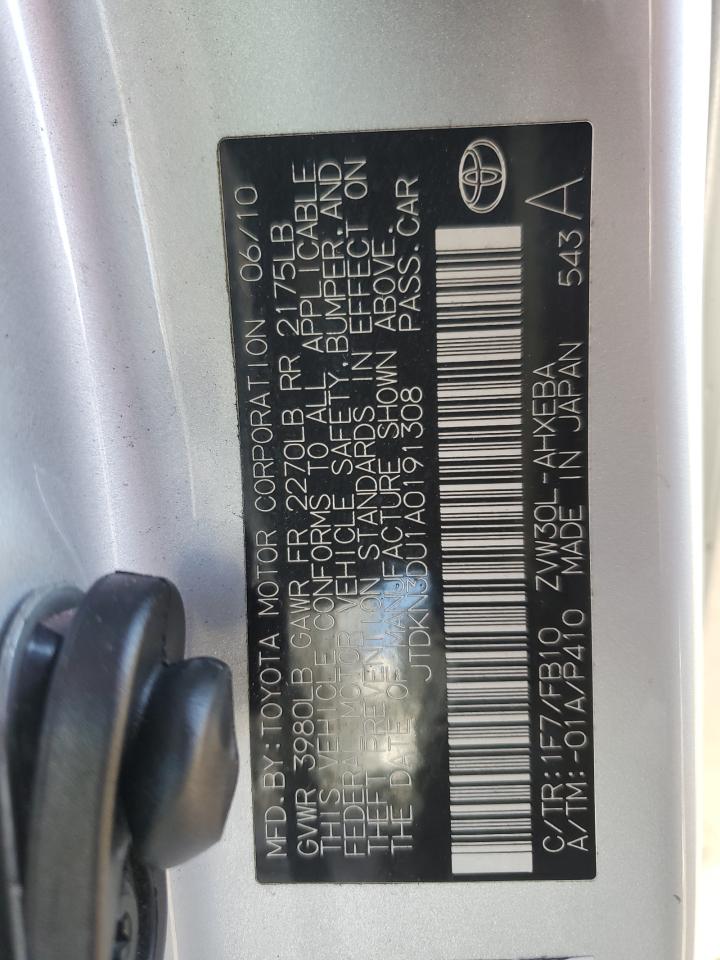 MFD. BY: TOYOTA MOTOR CORPORATION 06/10
GVWR 3980LB GAWR FR 2270LB RR 2175LB
THIS VEHICLE CONFORMS TO ALL APPLICABLE
FEDERAL MOTOR VEHICLE SAFETY, BUMPER, AND
THEFT PREVENTION STANDARDS IN EFFECT ON
THE DATE OF MANUFACTURE SHOWN ABOVE.
JTDKN3DU1A0191308 PASS. CAR
C/TR: 1F7/FB10 ZVW30L-AHXEBA
A/TM: -01A/P410 MADE IN JAPAN 543 A